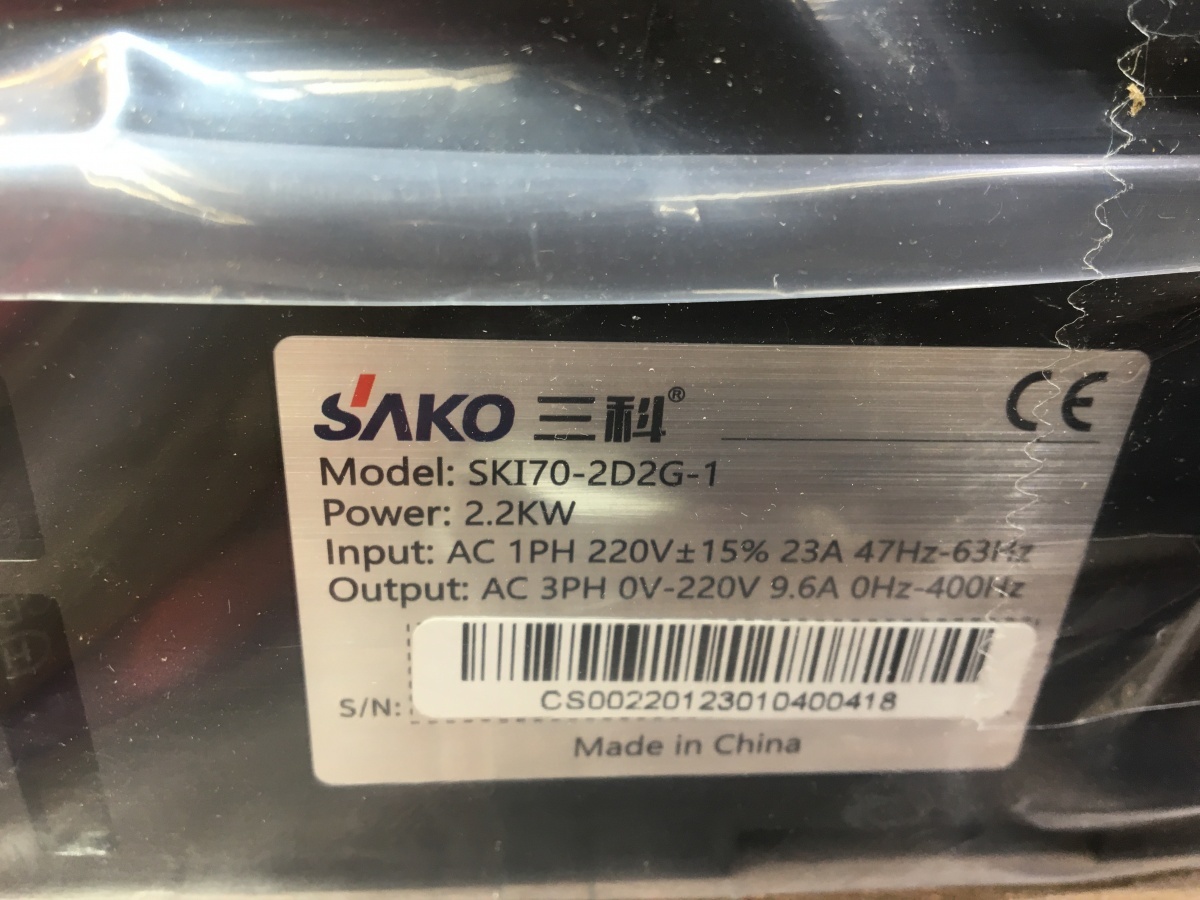 SAKO 三科® CE
Model: SKI70-2D2G-1
Power: 2.2KW
Input: AC 1PH 220V±15% 23A 47Hz-63Hz
Output: AC 3PH 0V-220V 9.6A 0Hz-400Hz
S/N: CS00220123010400418
Made in China